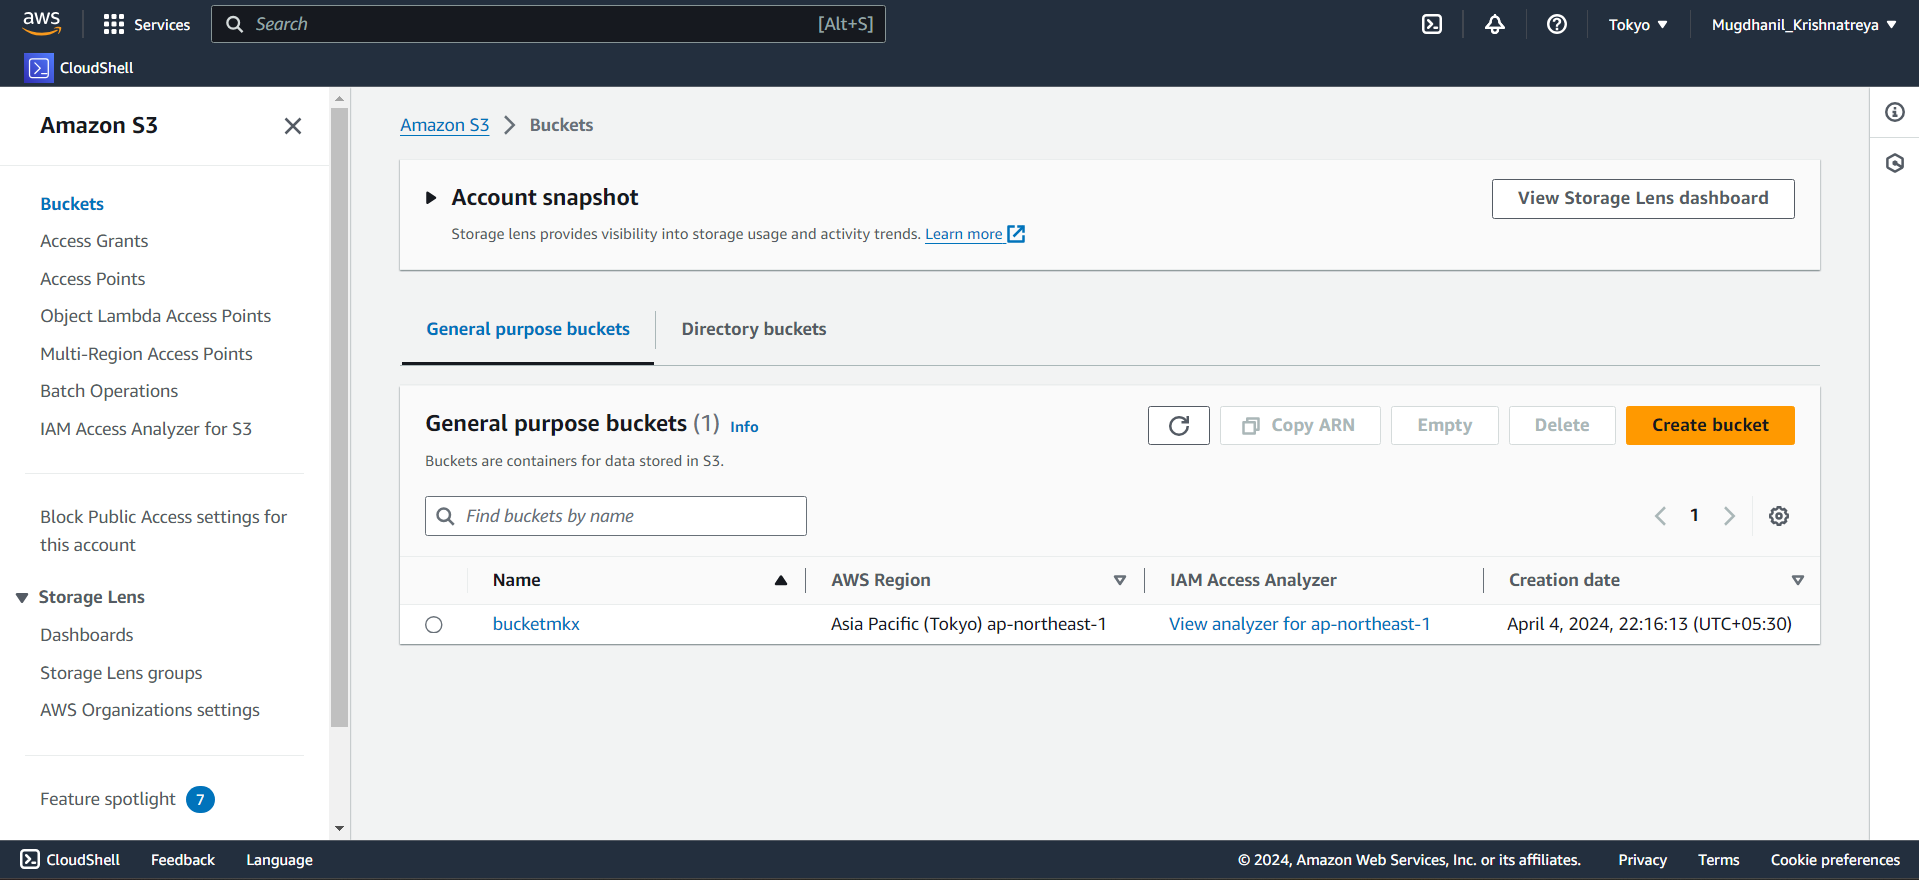 aws Services Search [Alt+S] Tokyo Mugdhanil_Krishnatreya
CloudShell
Amazon S3
Buckets
Access Grants
Access Points
Object Lambda Access Points
Multi-Region Access Points
Batch Operations
IAM Access Analyzer for S3
Block Public Access settings for
this account
Storage Lens
Dashboards
Storage Lens groups
AWS Organizations settings
Feature spotlight 7
Amazon S3 Buckets
Account snapshot View Storage Lens dashboard
Storage lens provides visibility into storage usage and activity trends. Learn more
General purpose buckets Directory buckets
General purpose buckets (1) Info Copy ARN Empty Delete Create bucket
Buckets are containers for data stored in S3.
Find buckets by name 1
Name AWS Region IAM Access Analyzer Creation date
bucketmkx Asia Pacific (Tokyo) ap-northeast-1 View analyzer for ap-northeast-1 April 4, 2024, 22:16:13 (UTC+05:30)
CloudShell Feedback Language © 2024, Amazon Web Services, Inc. or its affiliates. Privacy Terms Cookie preferences